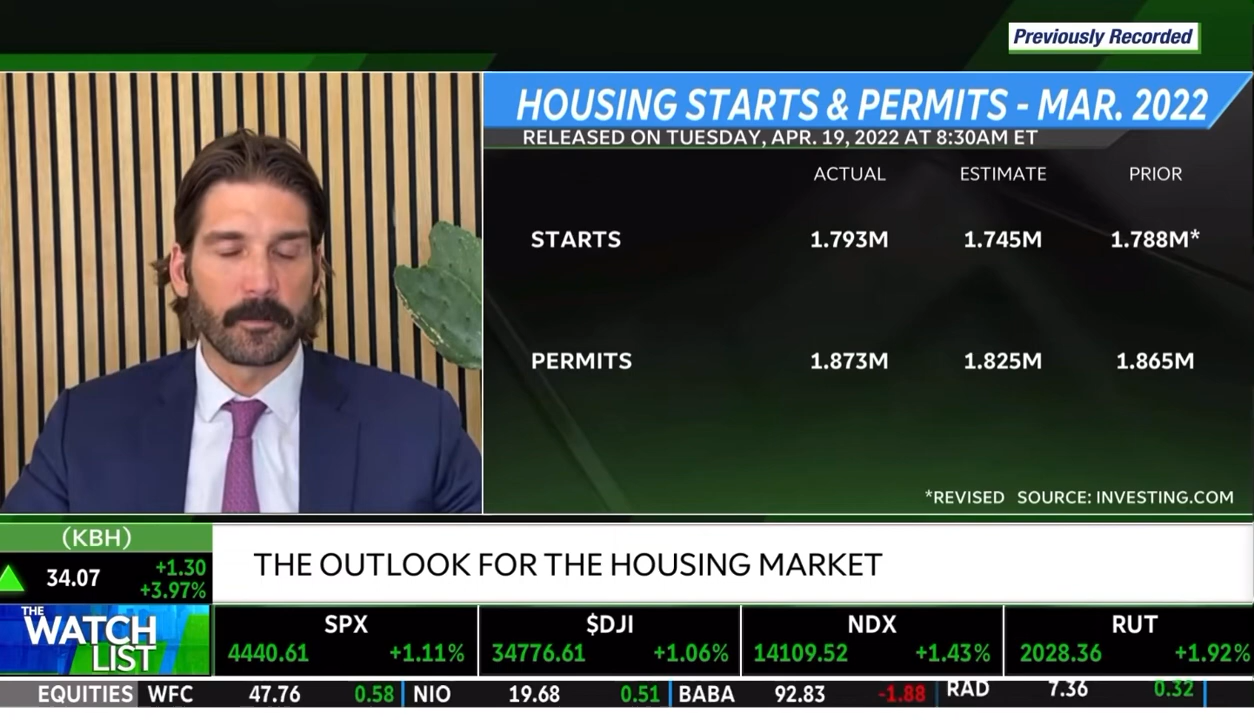 Previously Recorded
HOUSING STARTS & PERMITS - MAR. 2022
RELEASED ON TUESDAY, APR. 19, 2022 AT 8:30AM ET
ACTUAL ESTIMATE PRIOR
STARTS 1.793M 1.745M 1.788M*
PERMITS 1.873M 1.825M 1.865M
*REVISED SOURCE: INVESTING.COM
(KBH)
34.07 +1.30
+3.97%
THE OUTLOOK FOR THE HOUSING MARKET
THE
WATCH
LIST
SPX $DJI NDX RUT
4440.61 +1.11% 34776.61 +1.06% 14109.52 +1.43% 2028.36 +1.92%
EQUITIES WFC 47.76 0.58 NIO 19.68 0.51 BABA 92.83 -1.88 RAD 7.36 0.32